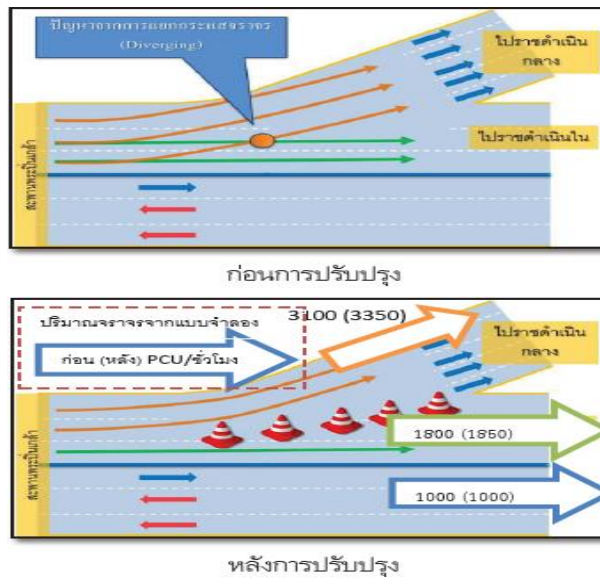 ปัญหาจากการแยกกระแสจราจร
(Diverging)
ไปราชดำเนิน
กลาง
ไปราชดำเนินใน
สะพานพระปิ่นเกล้า
ก่อนการปรับปรุง
ปริมาณจราจรจากแบบจำลอง
3100 (3350)
ก่อน (หลัง) PCU/ชั่วโมง
ไปราชดำเนิน
กลาง
1800 (1850)
สะพานพระปิ่นเกล้า
1000 (1000)
หลังการปรับปรุง